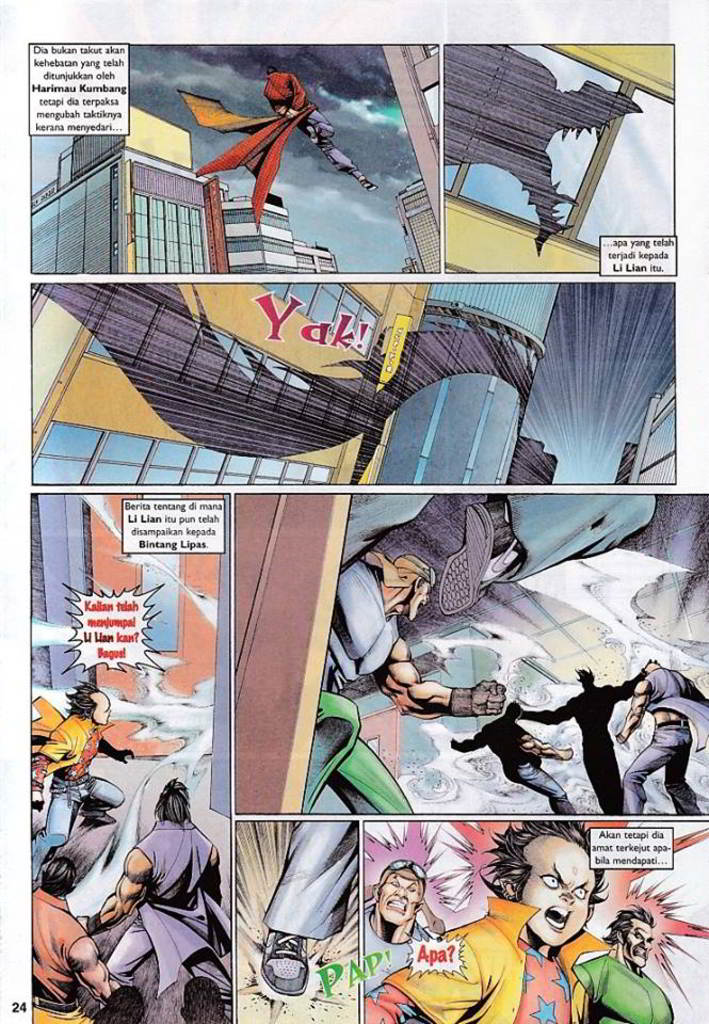 Dia bukan takut akan
kehebatan yang telah
ditunjukkan oleh
Harimau Kumbang
tetapi dia terpaksa
mengubah taktiknya
kerana menyedari...
...apa yang telah
terjadi kepada
Li Lian itu.
Yak!
Berita tentang di mana
Li Lian itu pun telah
disampaikan kepada
Bintang Lipas.
Kalian telah
menjumpai
Li Lian kan?
Bagus!
Akan tetapi dia
amat terkejut apa-
bila mendapati...
PAP!
Apa?
24